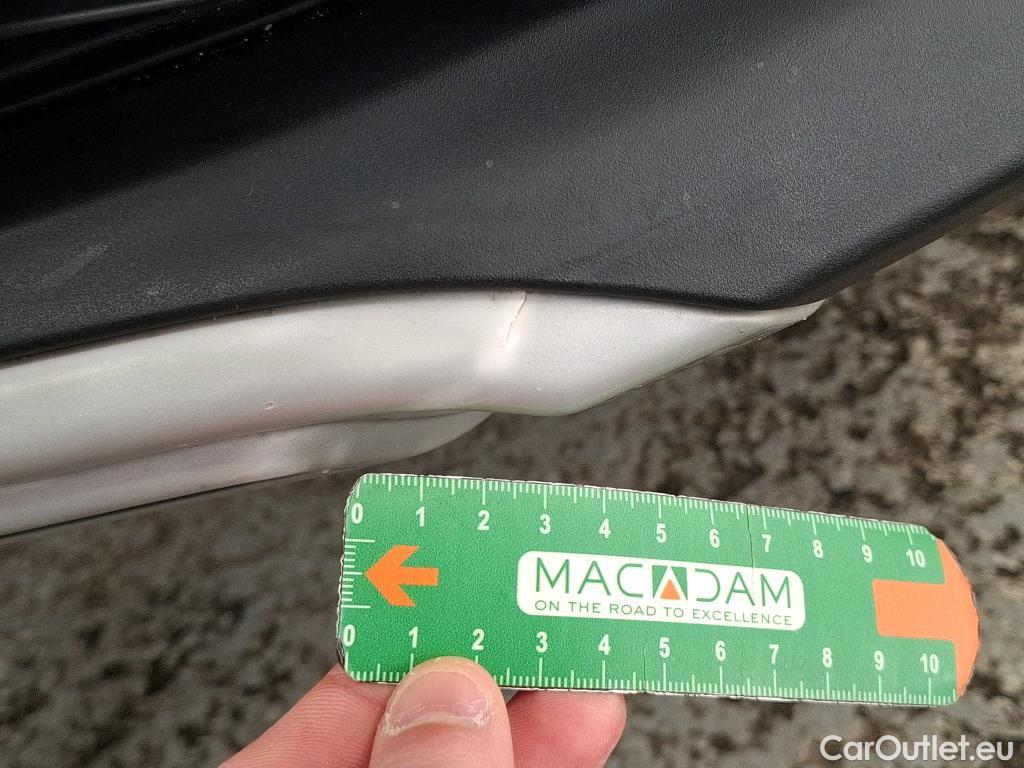 0 1 2 3 4 5 6 7 8 9 10
MACADAM
ON THE ROAD TO EXCELLENCE
0 1 2 3 4 5 6 7 8 9 10
CarOutlet.eu